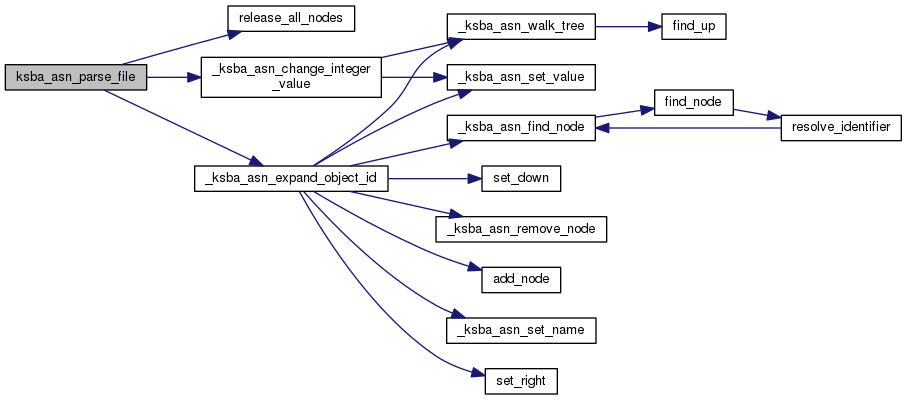 release_all_nodes
_ksba_asn_walk_tree
find_up
ksba_asn_parse_file
_ksba_asn_change_integer
_value
_ksba_asn_set_value
find_node
_ksba_asn_find_node
resolve_identifier
_ksba_asn_expand_object_id
set_down
_ksba_asn_remove_node
add_node
_ksba_asn_set_name
set_right